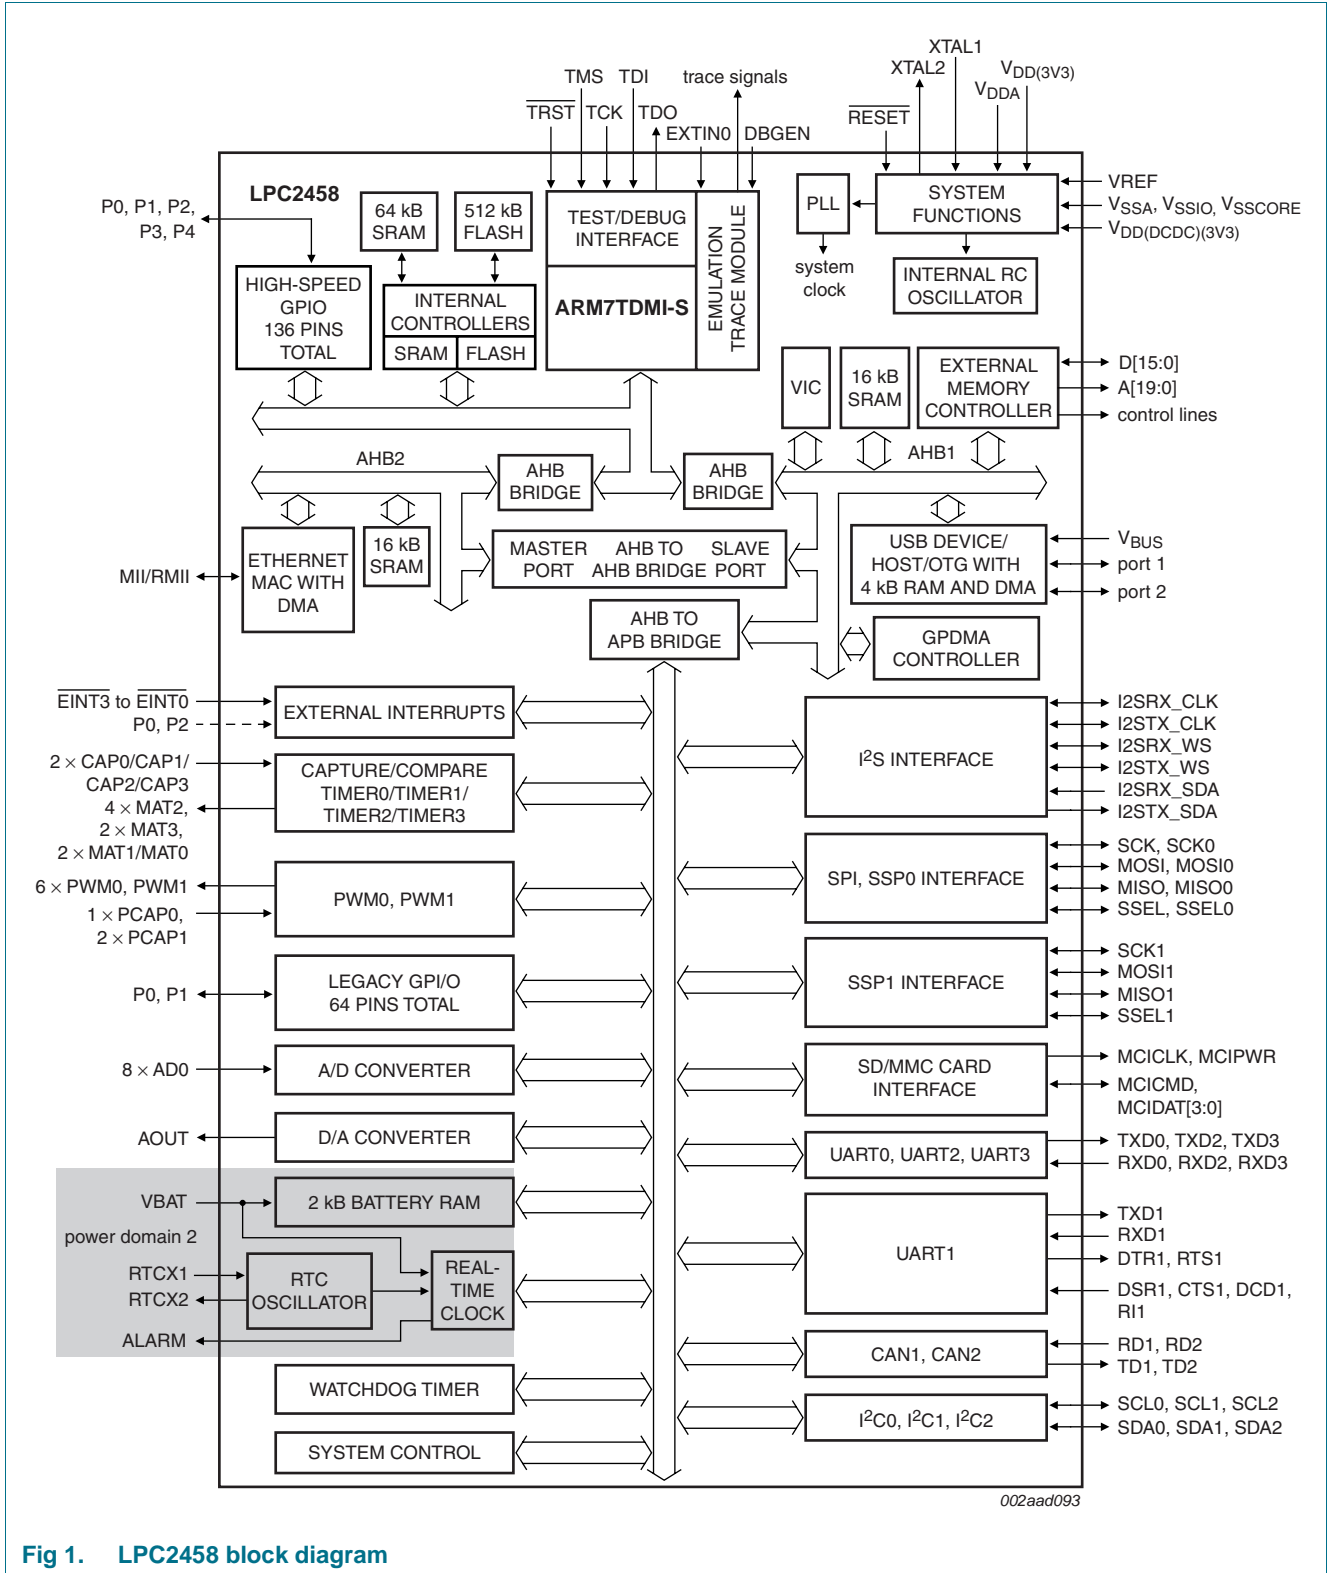 XTAL1
XTAL2
VDD(3V3)
VDDA
TMS
TDI
trace signals
TRST
TCK
TDO
RESET
EXTIN0
DBGEN
LPC2458
P0, P1, P2,
P3, P4
64 kB
SRAM
512 kB
FLASH
TEST/DEBUG
INTERFACE
EMULATION
TRACE MODULE
PLL
SYSTEM
FUNCTIONS
VREF
VSSA, VSSIO, VSSCORE
VDD(DCDC)(3V3)
system
clock
INTERNAL RC
OSCILLATOR
HIGH-SPEED
GPIO
136 PINS
TOTAL
INTERNAL
CONTROLLERS
SRAM
FLASH
ARM7TDMI-S
VIC
16 kB
SRAM
EXTERNAL
MEMORY
CONTROLLER
D[15:0]
A[19:0]
control lines
AHB2
AHB
BRIDGE
AHB
BRIDGE
AHB1
ETHERNET
MAC WITH
DMA
MII/RMII
16 kB
SRAM
MASTER
PORT
AHB TO
AHB BRIDGE
SLAVE
PORT
USB DEVICE/
HOST/OTG WITH
4 kB RAM AND DMA
VBUS
port 1
port 2
AHB TO
APB BRIDGE
GPDMA
CONTROLLER
EINT3 to EINT0
P0, P2
EXTERNAL INTERRUPTS
2 × CAP0/CAP1/
CAP2/CAP3
4 × MAT2,
2 × MAT3,
2 × MAT1/MAT0
CAPTURE/COMPARE
TIMER0/TIMER1/
TIMER2/TIMER3
6 × PWM0, PWM1
1 × PCAP0,
2 × PCAP1
PWM0, PWM1
P0, P1
LEGACY GPI/O
64 PINS TOTAL
8 × AD0
A/D CONVERTER
AOUT
D/A CONVERTER
VBAT
2 kB BATTERY RAM
power domain 2
RTCX1
RTCX2
RTC
OSCILLATOR
REAL-
TIME
CLOCK
ALARM
WATCHDOG TIMER
SYSTEM CONTROL
I2S INTERFACE
I2SRX_CLK
I2STX_CLK
I2SRX_WS
I2STX_WS
I2SRX_SDA
I2STX_SDA
SPI, SSP0 INTERFACE
SCK, SCK0
MOSI, MOSI0
MISO, MISO0
SSEL, SSEL0
SSP1 INTERFACE
SCK1
MOSI1
MISO1
SSEL1
SD/MMC CARD
INTERFACE
MCICLK, MCIPWR
MCICMD,
MCIDAT[3:0]
UART0, UART2, UART3
TXD0, TXD2, TXD3
RXD0, RXD2, RXD3
UART1
TXD1
RXD1
DTR1, RTS1
DSR1, CTS1, DCD1,
RI1
CAN1, CAN2
RD1, RD2
TD1, TD2
I2C0, I2C1, I2C2
SCL0, SCL1, SCL2
SDA0, SDA1, SDA2
002aad093
Fig 1. LPC2458 block diagram